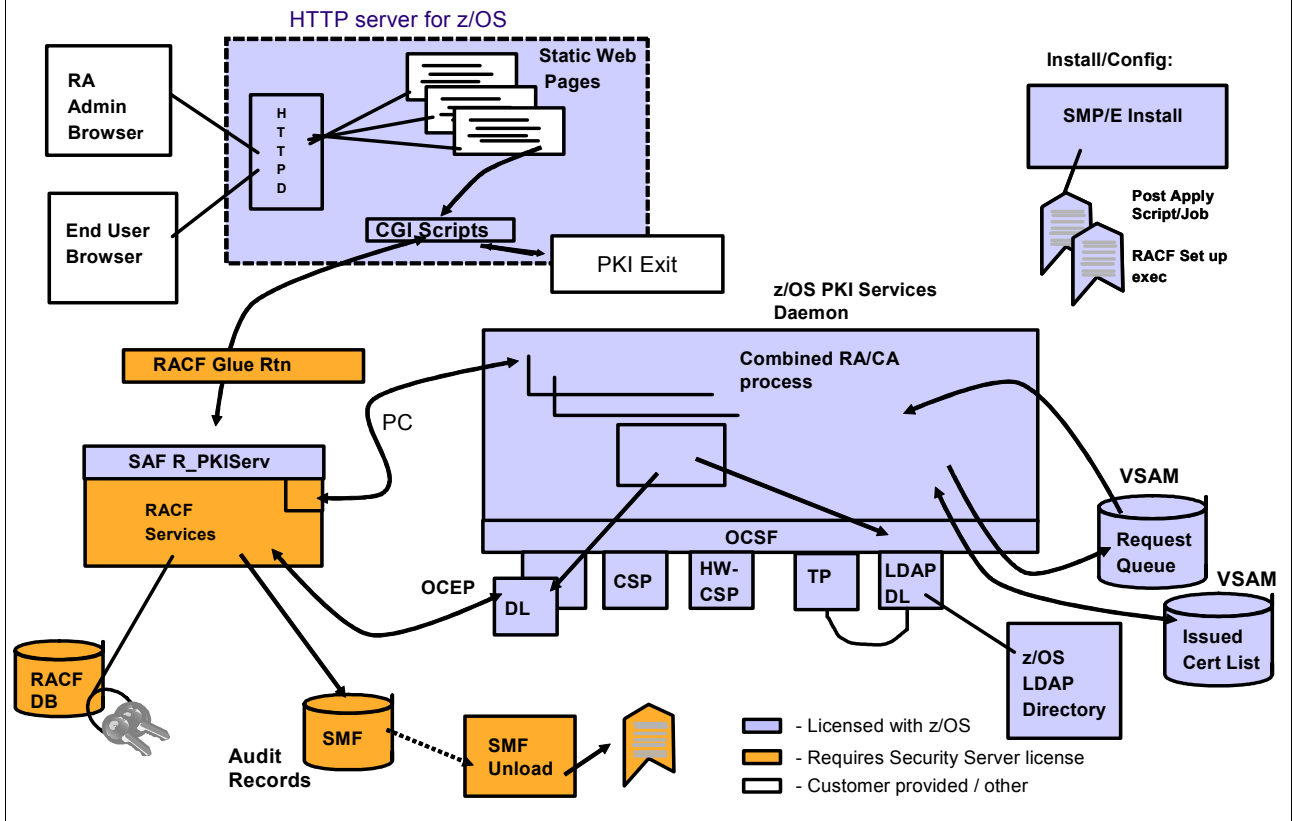 HTTP server for z/OS
RA
Admin
Browser
End User
Browser
H
T
T
P
D
Static Web
Pages
CGI Scripts
PKI Exit
Install/Config:
SMP/E Install
Post Apply
Script/Job
RACF Set up
exec
z/OS PKI Services
Daemon
Combined RA/CA
process
RACF Glue Rtn
PC
SAF R_PKIServ
RACF
Services
OCSF
OCEP
DL
CSP
HW-
CSP
TP
LDAP
DL
VSAM
Request
Queue
VSAM
Issued
Cert List
z/OS
LDAP
Directory
RACF
DB
Audit
Records
SMF
SMF
Unload
- Licensed with z/OS
- Requires Security Server license
- Customer provided / other